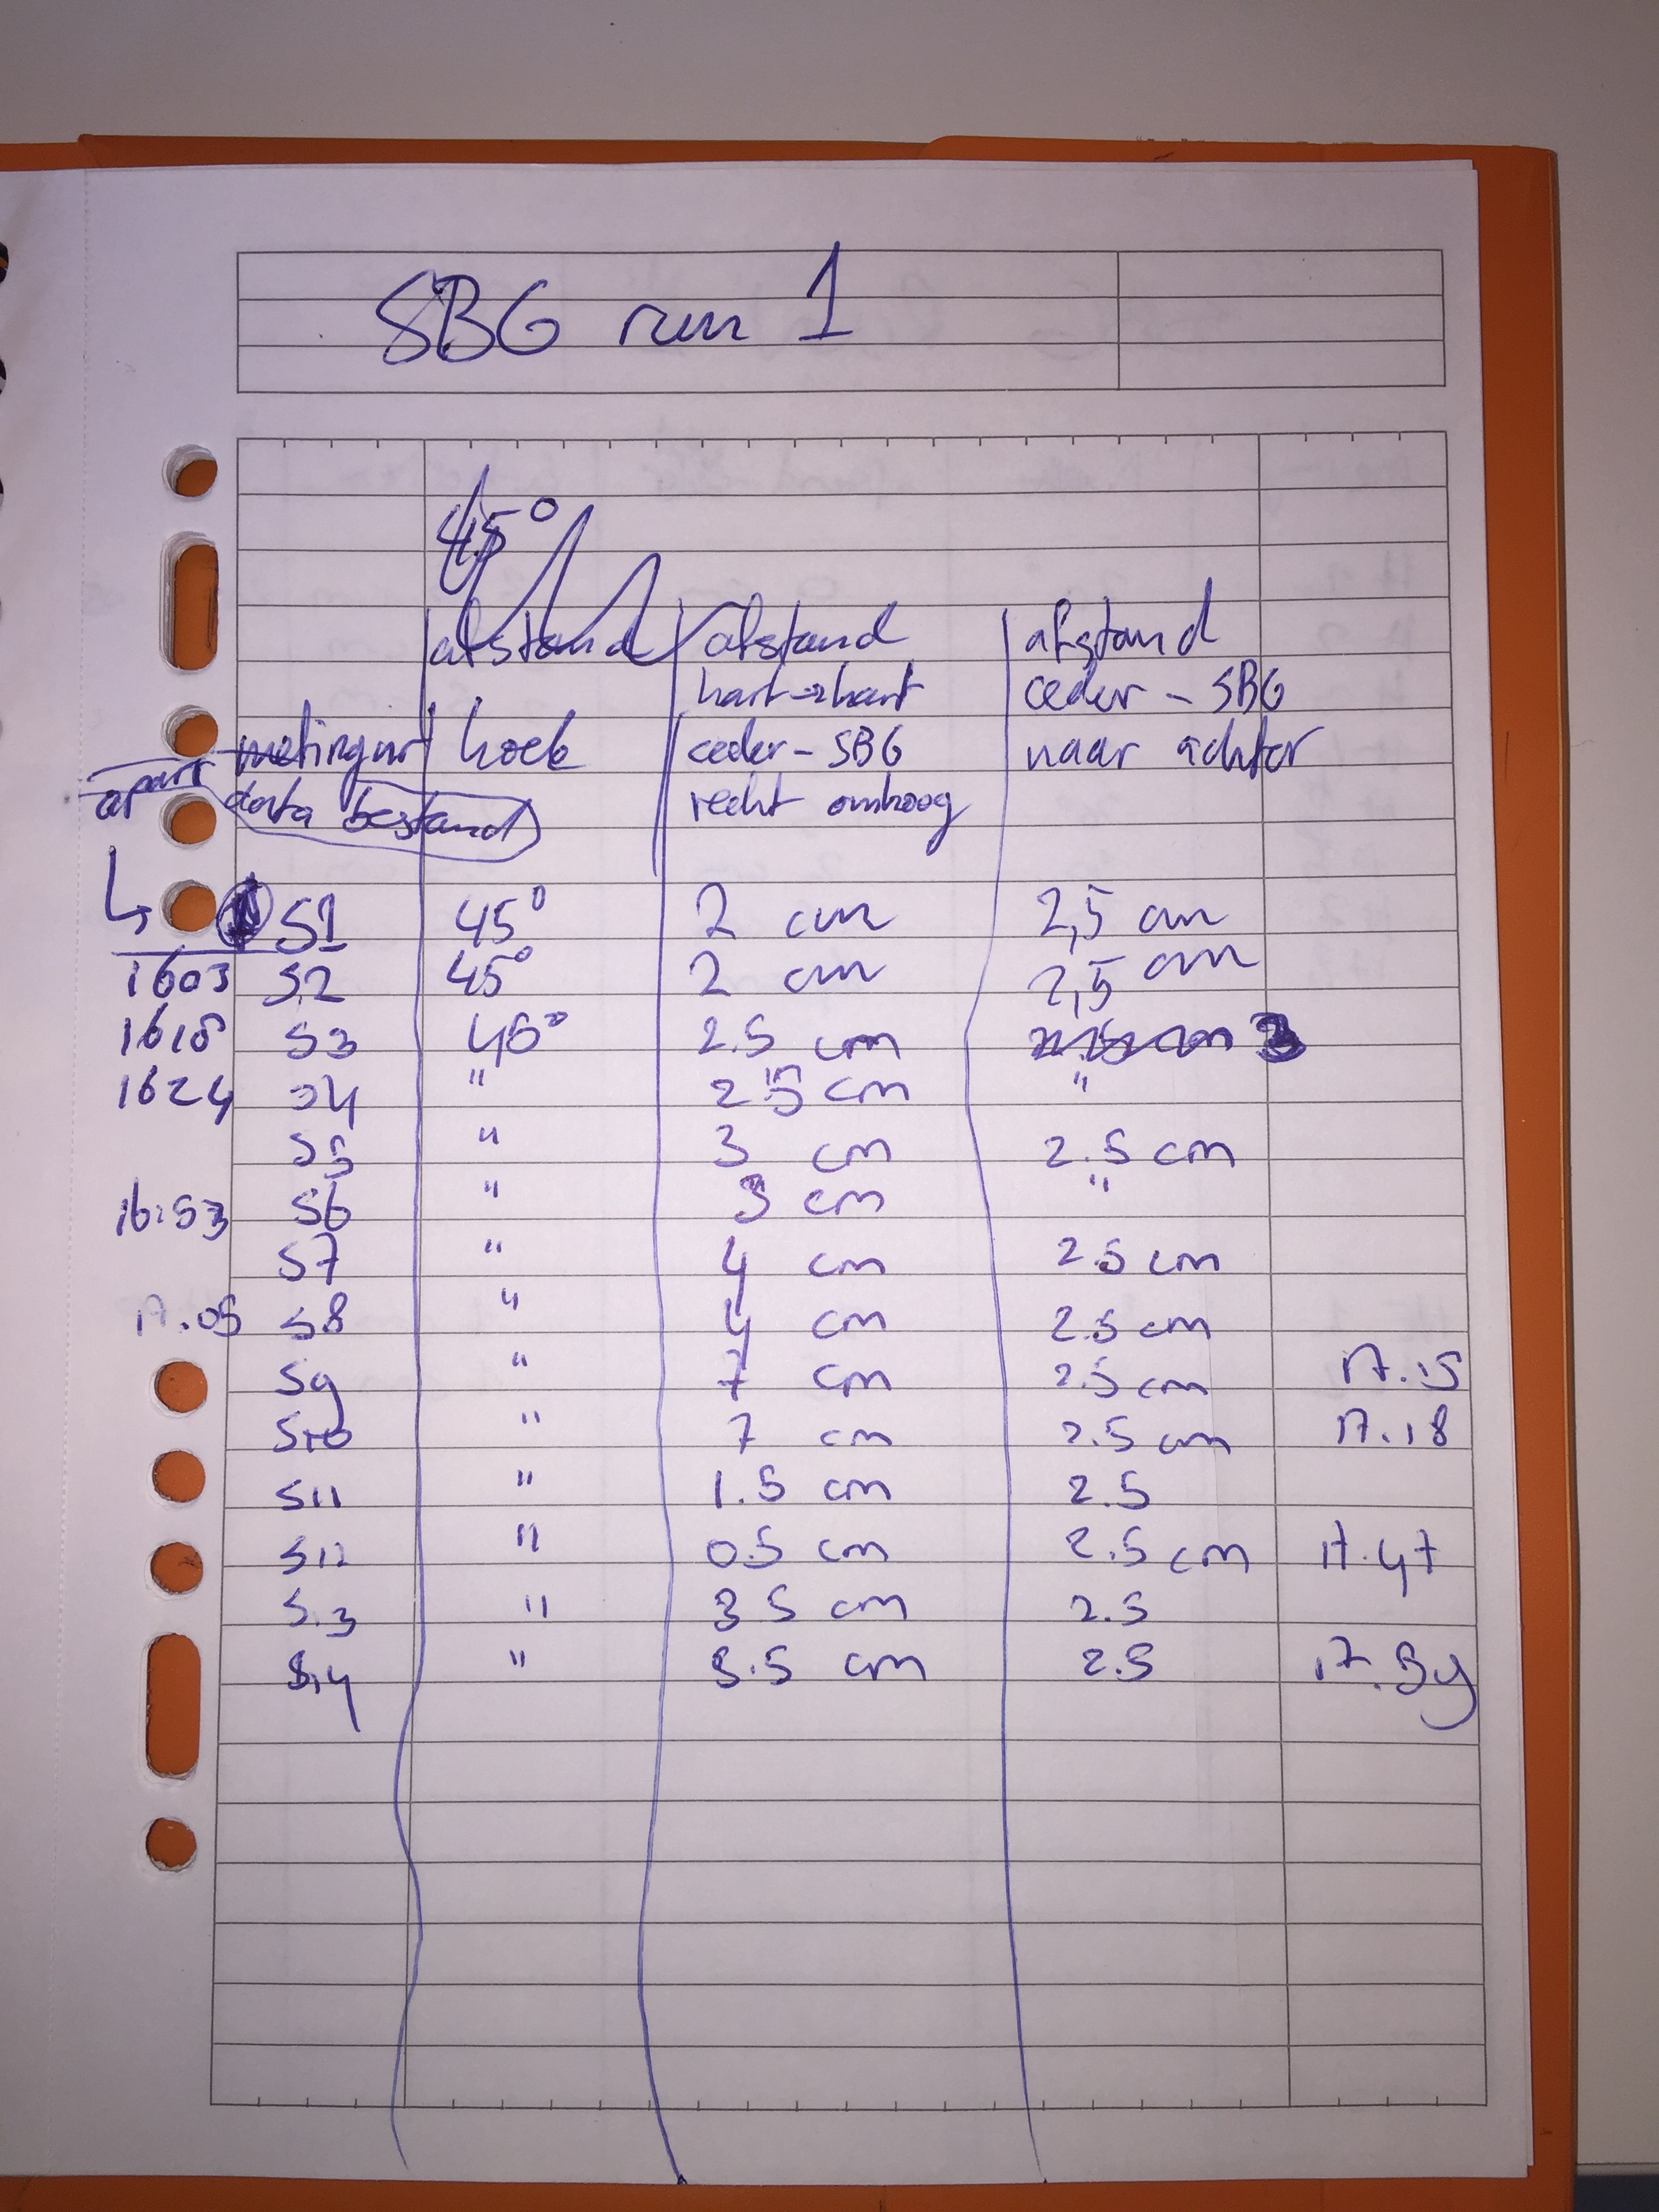 SBG run 1
45°
afstand afstand afstand
hart→hart ceder - SBG
metingnr hoek ceder - SBG naar achter
apart data bestand recht omhoog
S1 45° 2 cm 2,5 cm
1603 S2 45° 2 cm 2,5 cm
1618 S3 45° 2.5 cm 3
1624 S4 " 2.5 cm "
S5 " 3 cm 2.5 cm
16:53 S6 " 3 cm "
S7 " 4 cm 2.5 cm
17.05 S8 " 4 cm 2.5 cm
S9 " 7 cm 2.5 cm 17.15
S10 " 7 cm 2.5 cm 17.18
S11 " 1.5 cm 2.5
S12 " 0.5 cm 2.5 cm 17.47
S13 " 3.5 cm 2.5
S14 " 5.5 cm 2.5 17.59